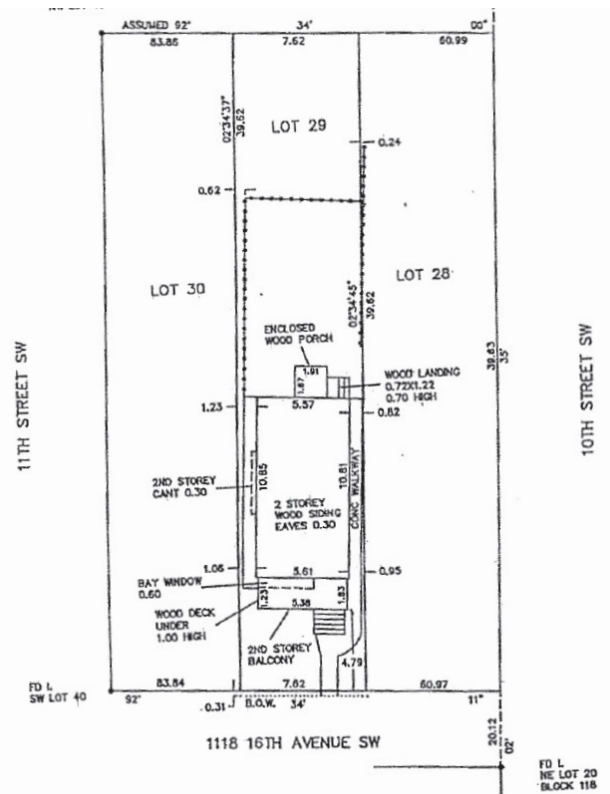 ASSUMED 92°
34'
00"
83.85
7.62
60.99
02°34'37"
39.62
LOT 29
0.24
0.62
LOT 30
LOT 28
02°34'45"
39.62
39.63
35'
11TH STREET SW
10TH STREET SW
ENCLOSED
WOOD PORCH
1.91
1.87
WOOD LANDING
0.72X1.22
0.70 HIGH
1.23
5.57
0.82
2ND STOREY
CANT 0.30
10.85
10.81
CONC WALKWAY
2 STOREY
WOOD SIDING
EAVES 0.30
1.06
5.61
0.95
BAY WINDOW
0.60
1.23
5.38
1.83
WOOD DECK
UNDER
1.00 HIGH
2ND STOREY
BALCONY
4.79
FD I.
SW LOT 40
83.84
7.62
60.97
92°
0.31
B.O.W.
34'
11"
20.12
02'
1118 16TH AVENUE SW
FD I.
NE LOT 20
BLOCK 118